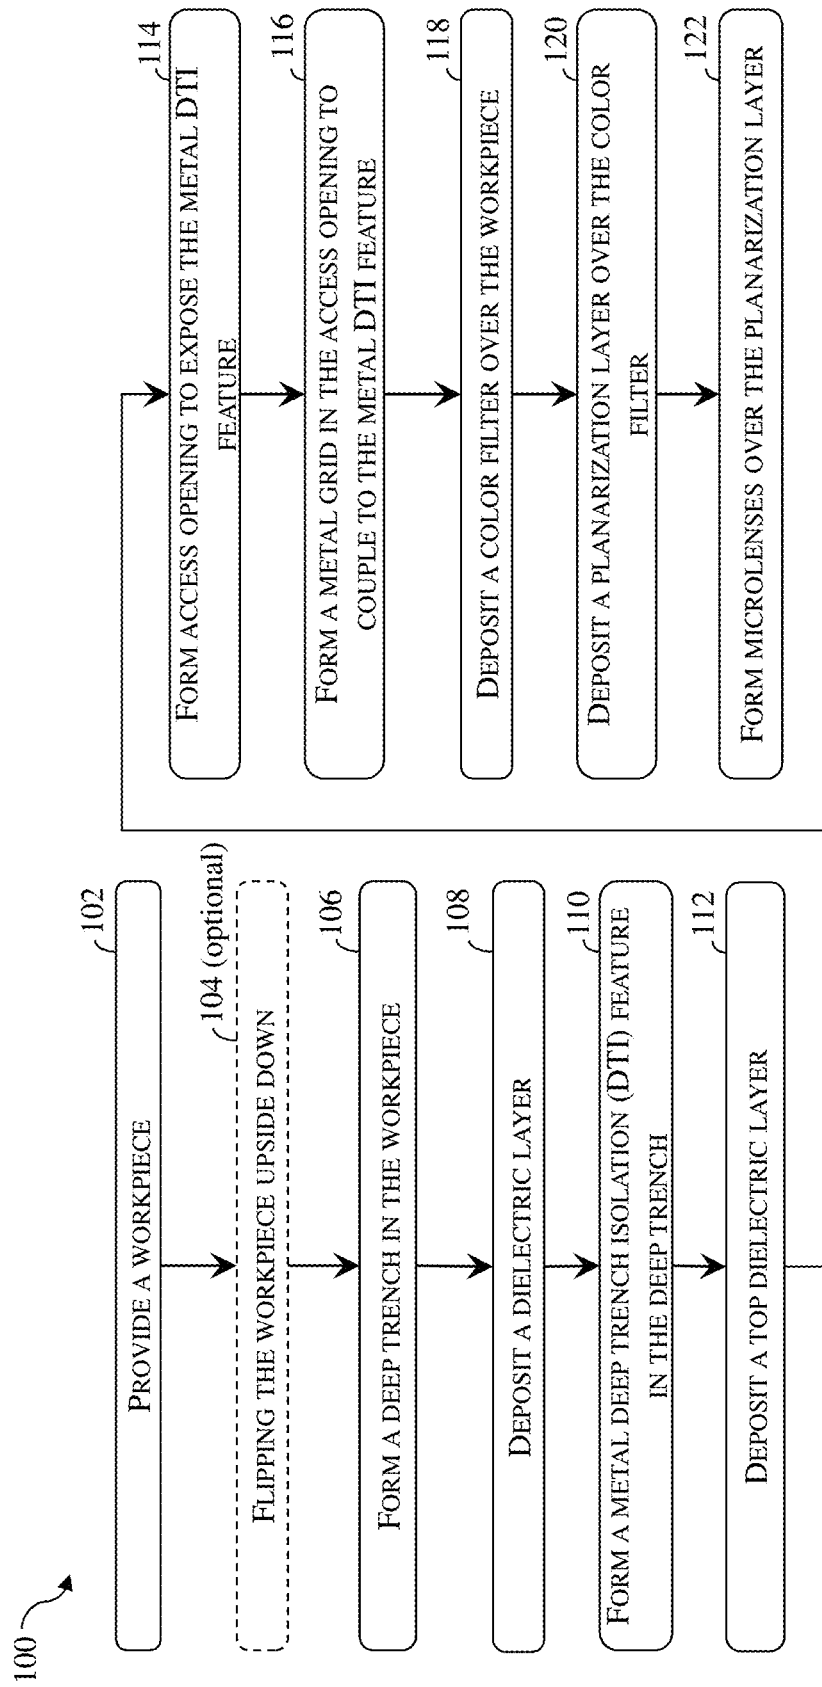 100
102
PROVIDE A WORKPIECE
104 (optional)
FLIPPING THE WORKPIECE UPSIDE DOWN
106
FORM A DEEP TRENCH IN THE WORKPIECE
108
DEPOSIT A DIELECTRIC LAYER
110
FORM A METAL DEEP TRENCH ISOLATION (DTI) FEATURE
IN THE DEEP TRENCH
112
DEPOSIT A TOP DIELECTRIC LAYER
114
FORM ACCESS OPENING TO EXPOSE THE METAL DTI
FEATURE
116
FORM A METAL GRID IN THE ACCESS OPENING TO
COUPLE TO THE METAL DTI FEATURE
118
DEPOSIT A COLOR FILTER OVER THE WORKPIECE
120
DEPOSIT A PLANARIZATION LAYER OVER THE COLOR
FILTER
122
FORM MICROLENSES OVER THE PLANARIZATION LAYER